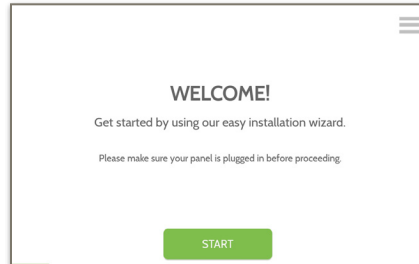 WELCOME!
Get started by using our easy installation wizard.
Please make sure your panel is plugged in before proceeding.
START